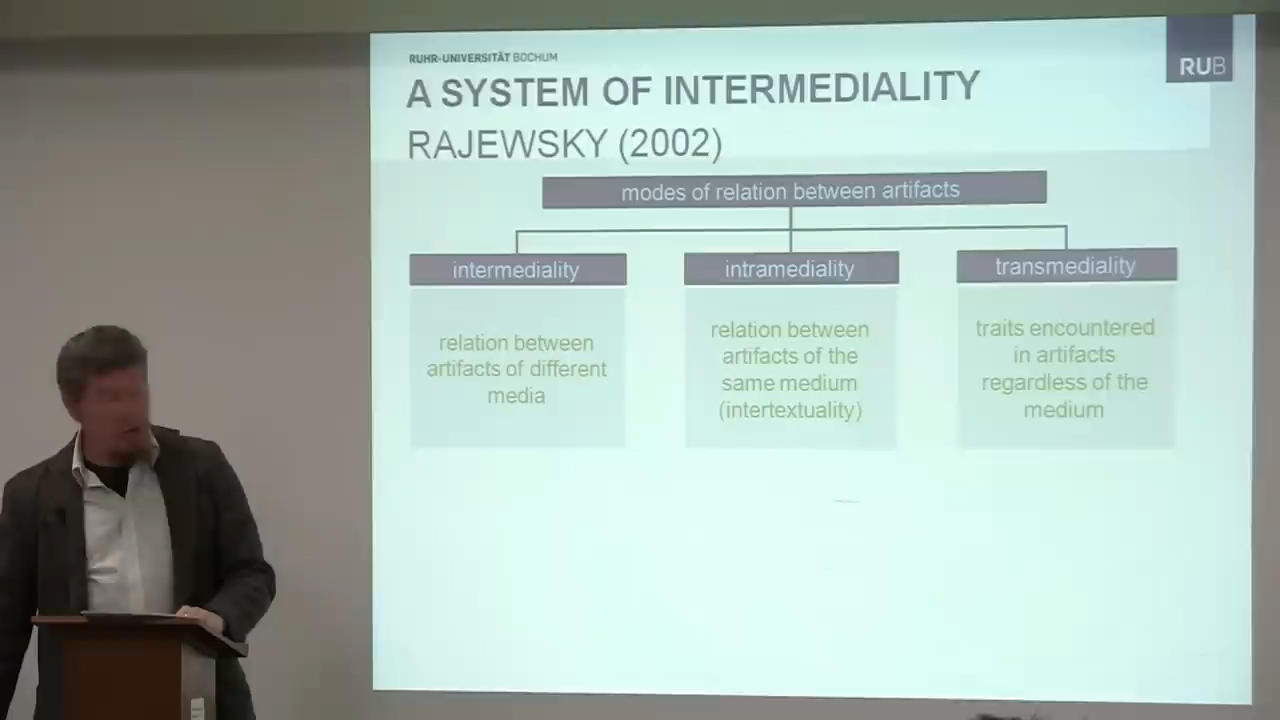 RUHR-UNIVERSITÄT BOCHUM
RUB
A SYSTEM OF INTERMEDIALITY
RAJEWSKY (2002)
modes of relation between artifacts
intermediality
relation between
artifacts of different
media
intramediality
relation between
artifacts of the
same medium
(intertextuality)
transmediality
traits encountered
in artifacts
regardless of the
medium